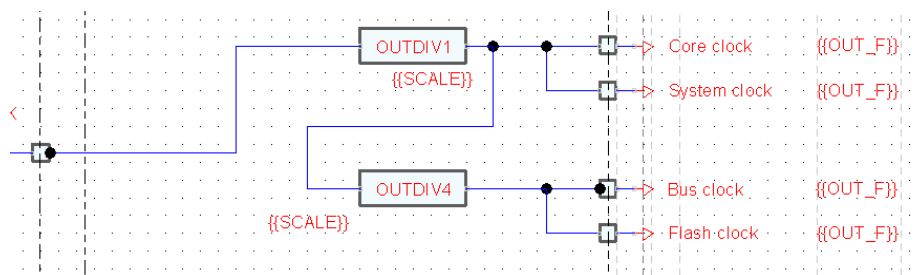 OUTDIV1
Core clock {{OUT_F}}
{{SCALE}}
System clock {{OUT_F}}
OUTDIV4
Bus clock {{OUT_F}}
{{SCALE}}
Flash clock {{OUT_F}}